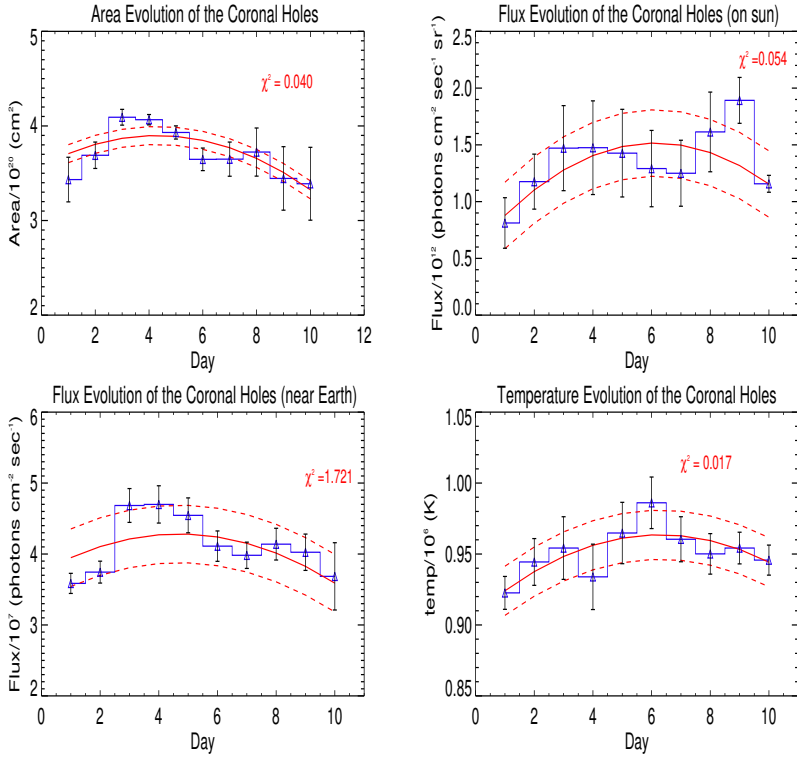 Area Evolution of the Coronal Holes
χ² = 0.040
Area/10²⁰ (cm²)
5
4
3
2
0 2 4 6 8 10 12
Day
Flux Evolution of the Coronal Holes (on sun)
χ² =0.054
Flux/10¹² (photons cm⁻² sec⁻¹ sr⁻¹)
2.5
2.0
1.5
1.0
0.5
0.0
0 2 4 6 8 10
Day
Flux Evolution of the Coronal Holes (near Earth)
χ² =1.721
Flux/10⁷ (photons cm⁻² sec⁻¹)
6
5
4
3
2
0 2 4 6 8 10
Day
Temperature Evolution of the Coronal Holes
χ² = 0.017
temp/10⁶ (K)
1.05
1.00
0.95
0.90
0.85
0 2 4 6 8 10
Day